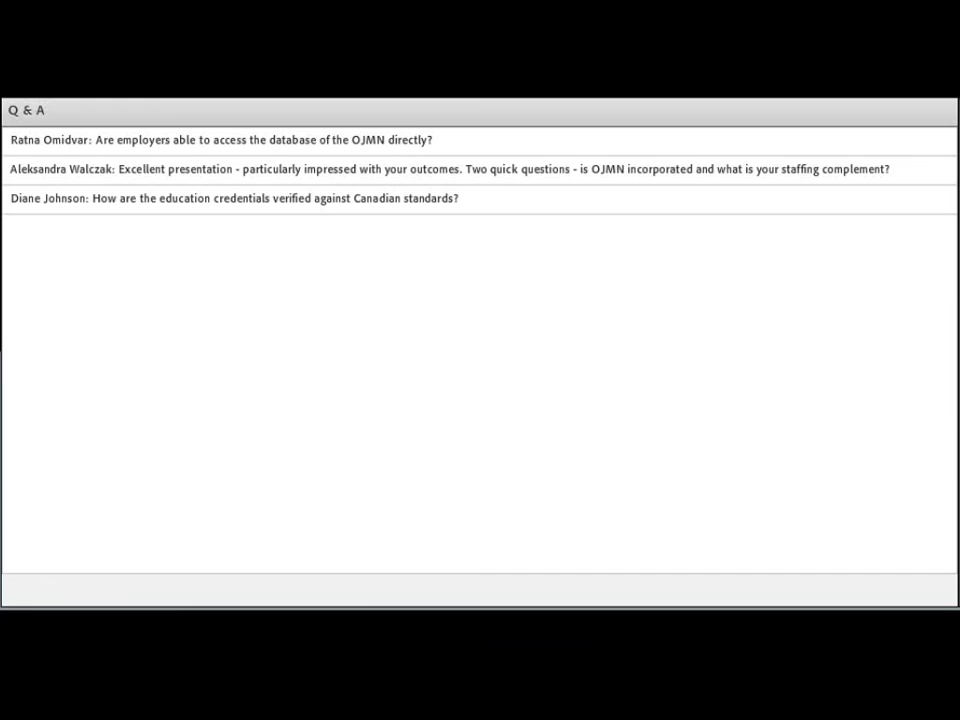 Q & A
Ratna Omidvar: Are employers able to access the database of the OJMN directly?
Aleksandra Walczak: Excellent presentation - particularly impressed with your outcomes. Two quick questions - is OJMN incorporated and what is your staffing complement?
Diane Johnson: How are the education credentials verified against Canadian standards?